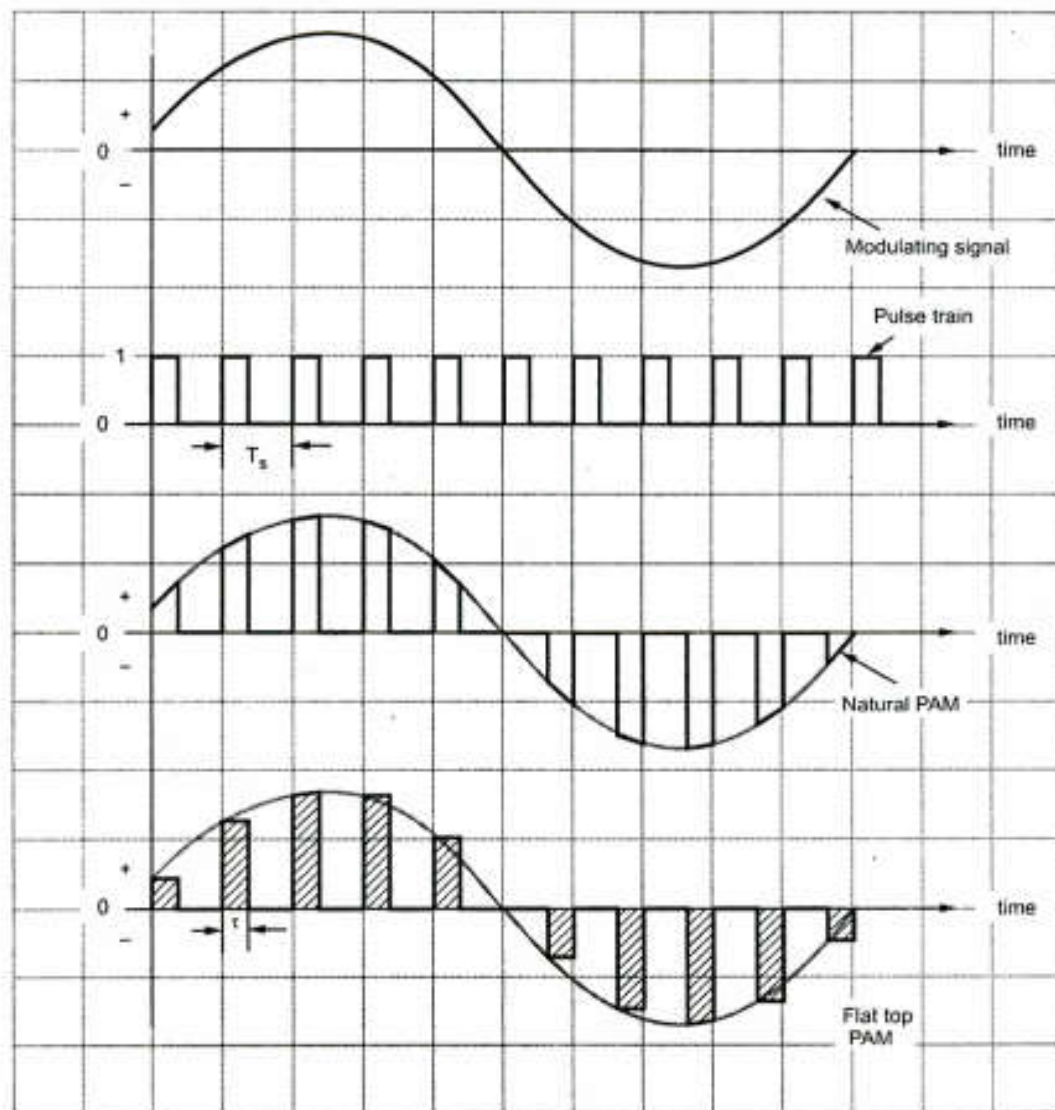 +
0
−
time
Modulating signal
Pulse train
1
0
time
Ts
+
0
−
time
Natural PAM
+
0
−
time
τ
Flat top
PAM